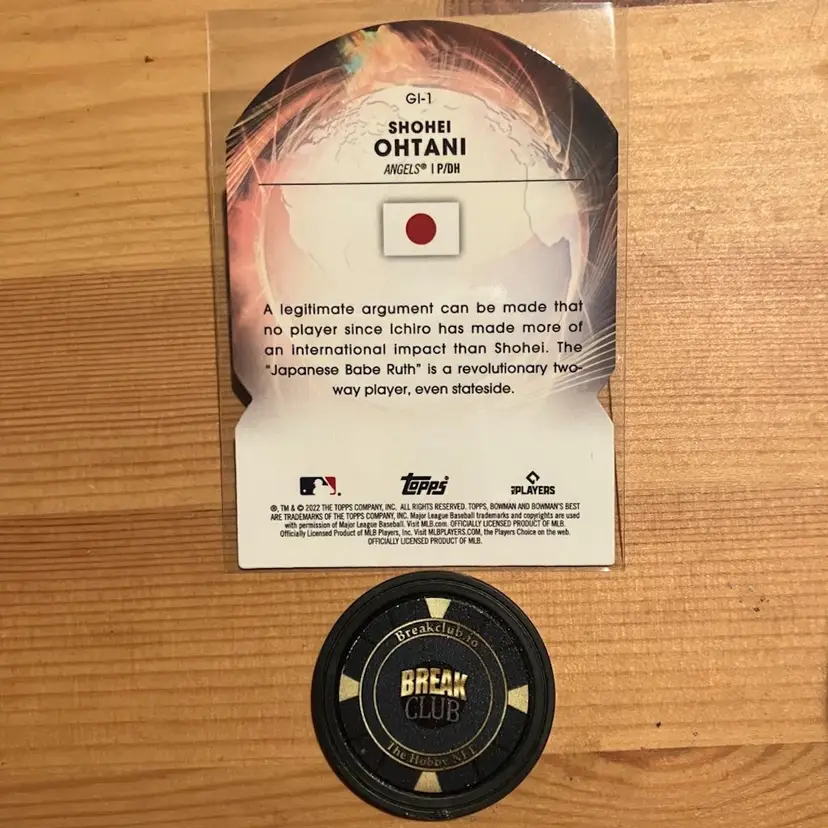 GI-1
SHOHEI
OHTANI
ANGELS® | P/DH
A legitimate argument can be made that
no player since Ichiro has made more of
an international impact than Shohei. The
"Japanese Babe Ruth" is a revolutionary two-
way player, even stateside.
topps
PLAYERS
®, TM & © 2022 THE TOPPS COMPANY, INC. ALL RIGHTS RESERVED. TOPPS, BOWMAN AND BOWMAN'S BEST
ARE TRADEMARKS OF THE TOPPS COMPANY, INC. Major League Baseball trademarks and copyrights are used
with permission of Major League Baseball. Visit MLB.com. OFFICIALLY LICENSED PRODUCT OF MLB.
Officially Licensed Product of MLB Players, Inc. Visit MLBPLAYERS.COM, the Players Choice on the web.
OFFICIALLY LICENSED PRODUCT OF MLB.
Breakclub.io
BREAK
CLUB
The Hobby NFT